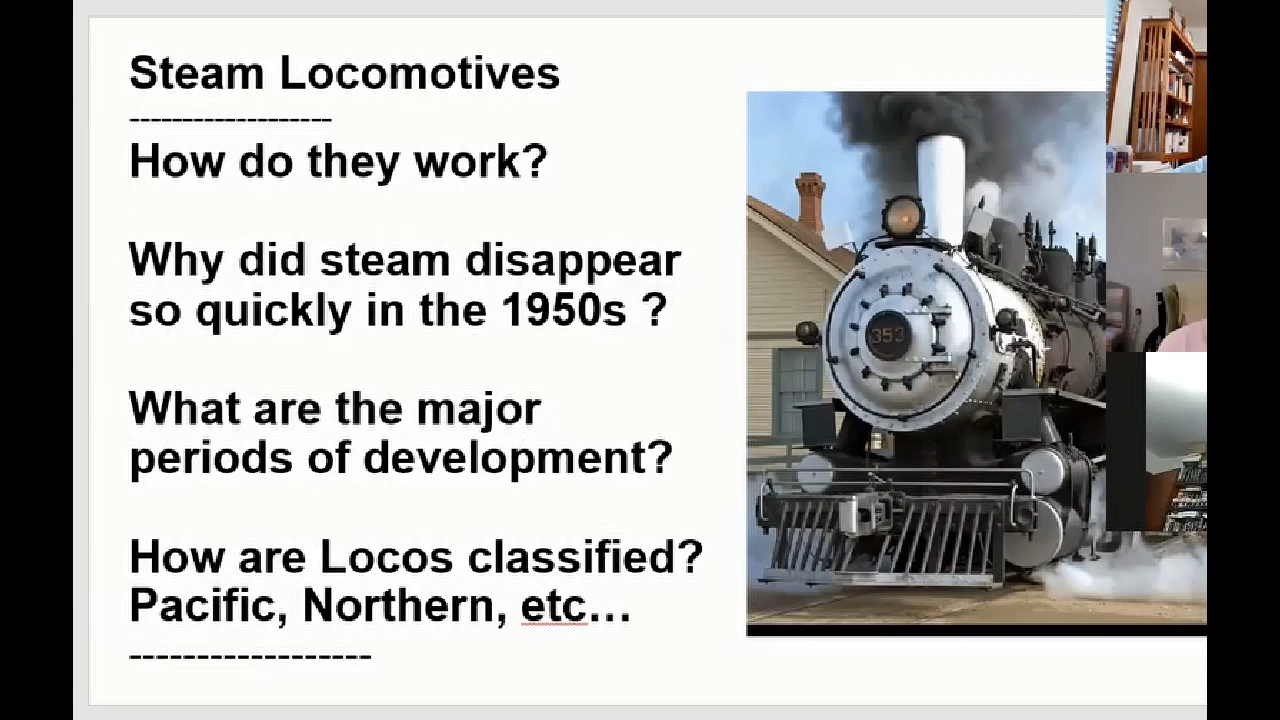 Steam Locomotives
-------------------
How do they work?
Why did steam disappear
so quickly in the 1950s ?
What are the major
periods of development?
How are Locos classified?
Pacific, Northern, etc…
------------------
353